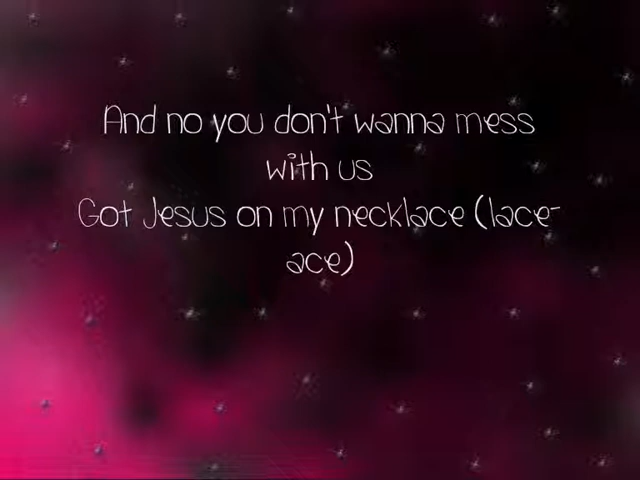 And no you don't wanna mess
with us
Got Jesus on my necklace (lace-
ace)